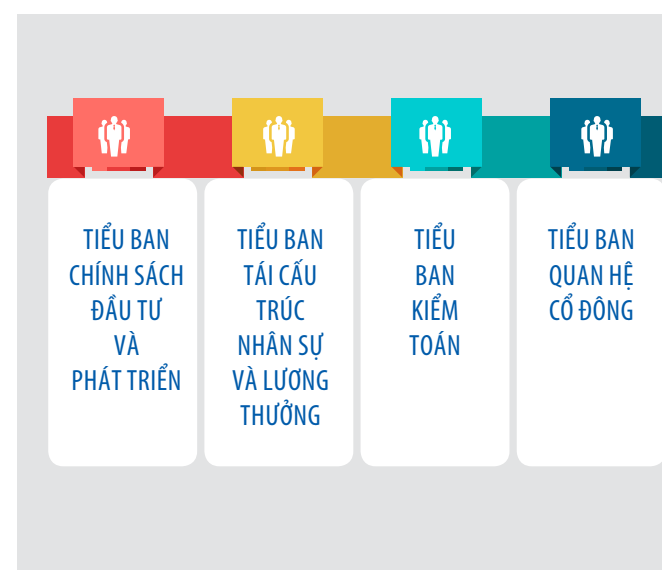 TIỂU BAN
CHÍNH SÁCH
ĐẦU TƯ
VÀ
PHÁT TRIỂN
TIỂU BAN
TÁI CẤU
TRÚC
NHÂN SỰ
VÀ LƯƠNG
THƯỞNG
TIỂU
BAN
KIỂM
TOÁN
TIỂU BAN
QUAN HỆ
CỔ ĐÔNG